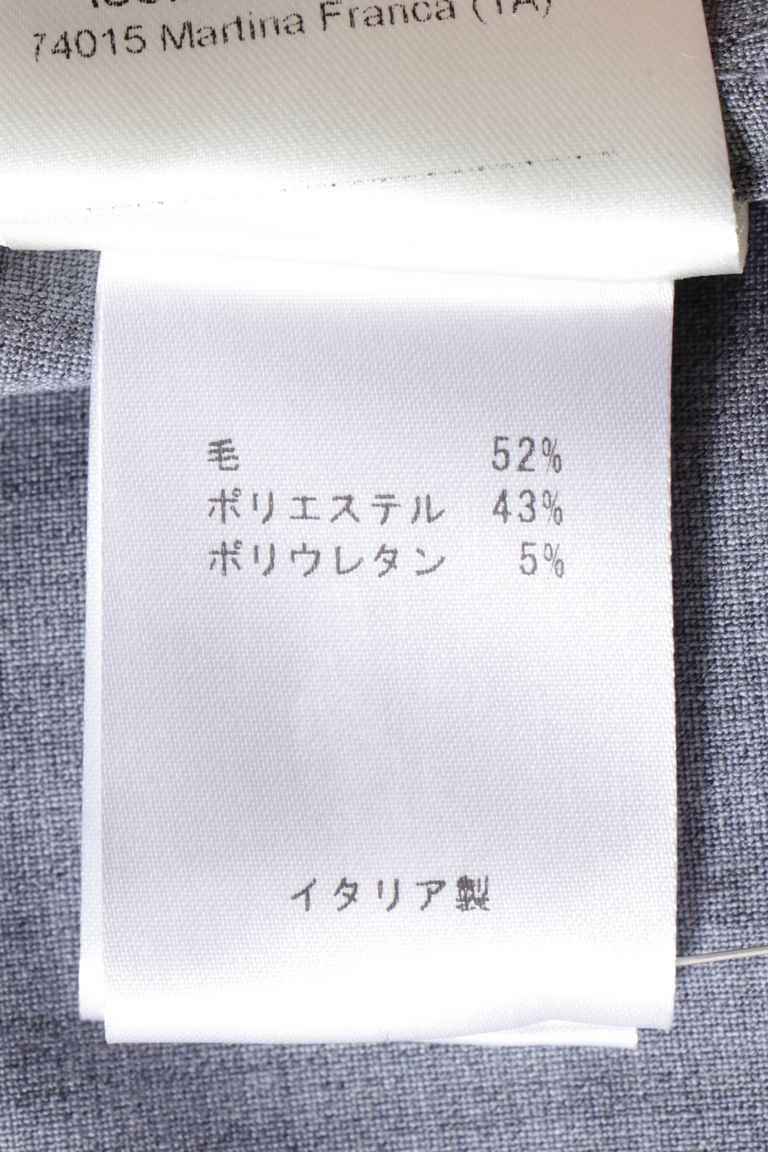 74015 Martina Franca (TA)
毛 52%
ポリエステル 43%
ポリウレタン 5%
イタリア製